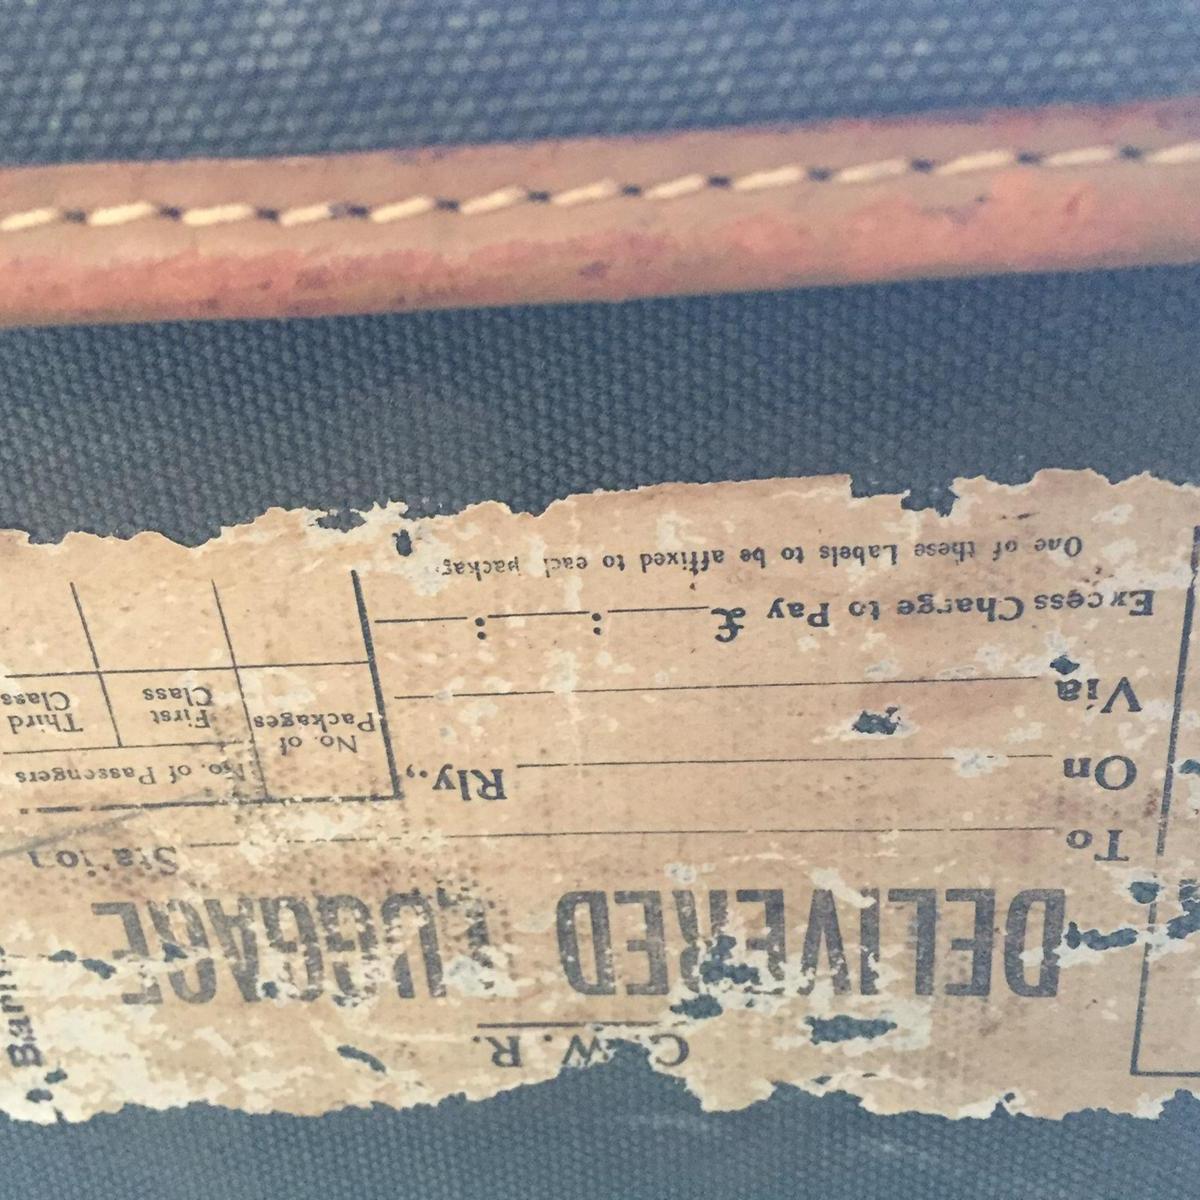 G. W. R.
DELIVERED LUGGAGE
To Station
On Rly.,
Via
Excess Charge to Pay £ : :
One of these Labels to be affixed to each package
No. of Packages
No. of Passengers
First Class
Third Class